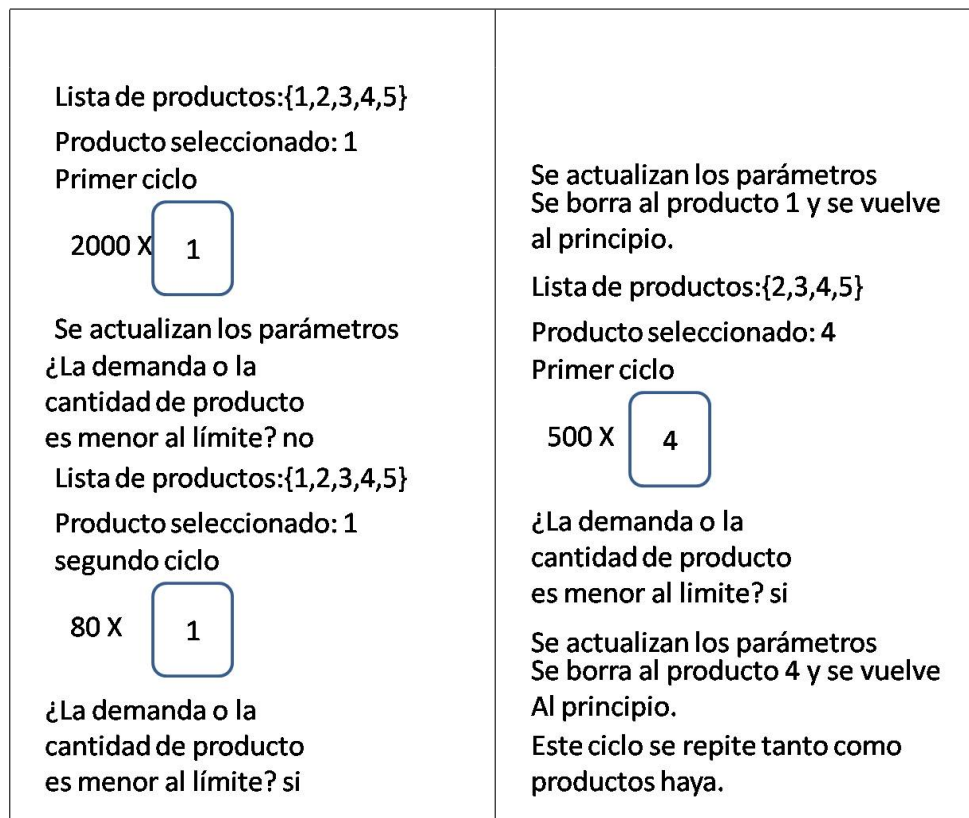 Lista de productos:{1,2,3,4,5}
Producto seleccionado: 1
Primer ciclo
2000 X 1
Se actualizan los parámetros
¿La demanda o la
cantidad de producto
es menor al límite? no
Lista de productos:{1,2,3,4,5}
Producto seleccionado: 1
segundo ciclo
80 X 1
¿La demanda o la
cantidad de producto
es menor al límite? si
Se actualizan los parámetros
Se borra al producto 1 y se vuelve
al principio.
Lista de productos:{2,3,4,5}
Producto seleccionado: 4
Primer ciclo
500 X 4
¿La demanda o la
cantidad de producto
es menor al limite? si
Se actualizan los parámetros
Se borra al producto 4 y se vuelve
Al principio.
Este ciclo se repite tanto como
productos haya.